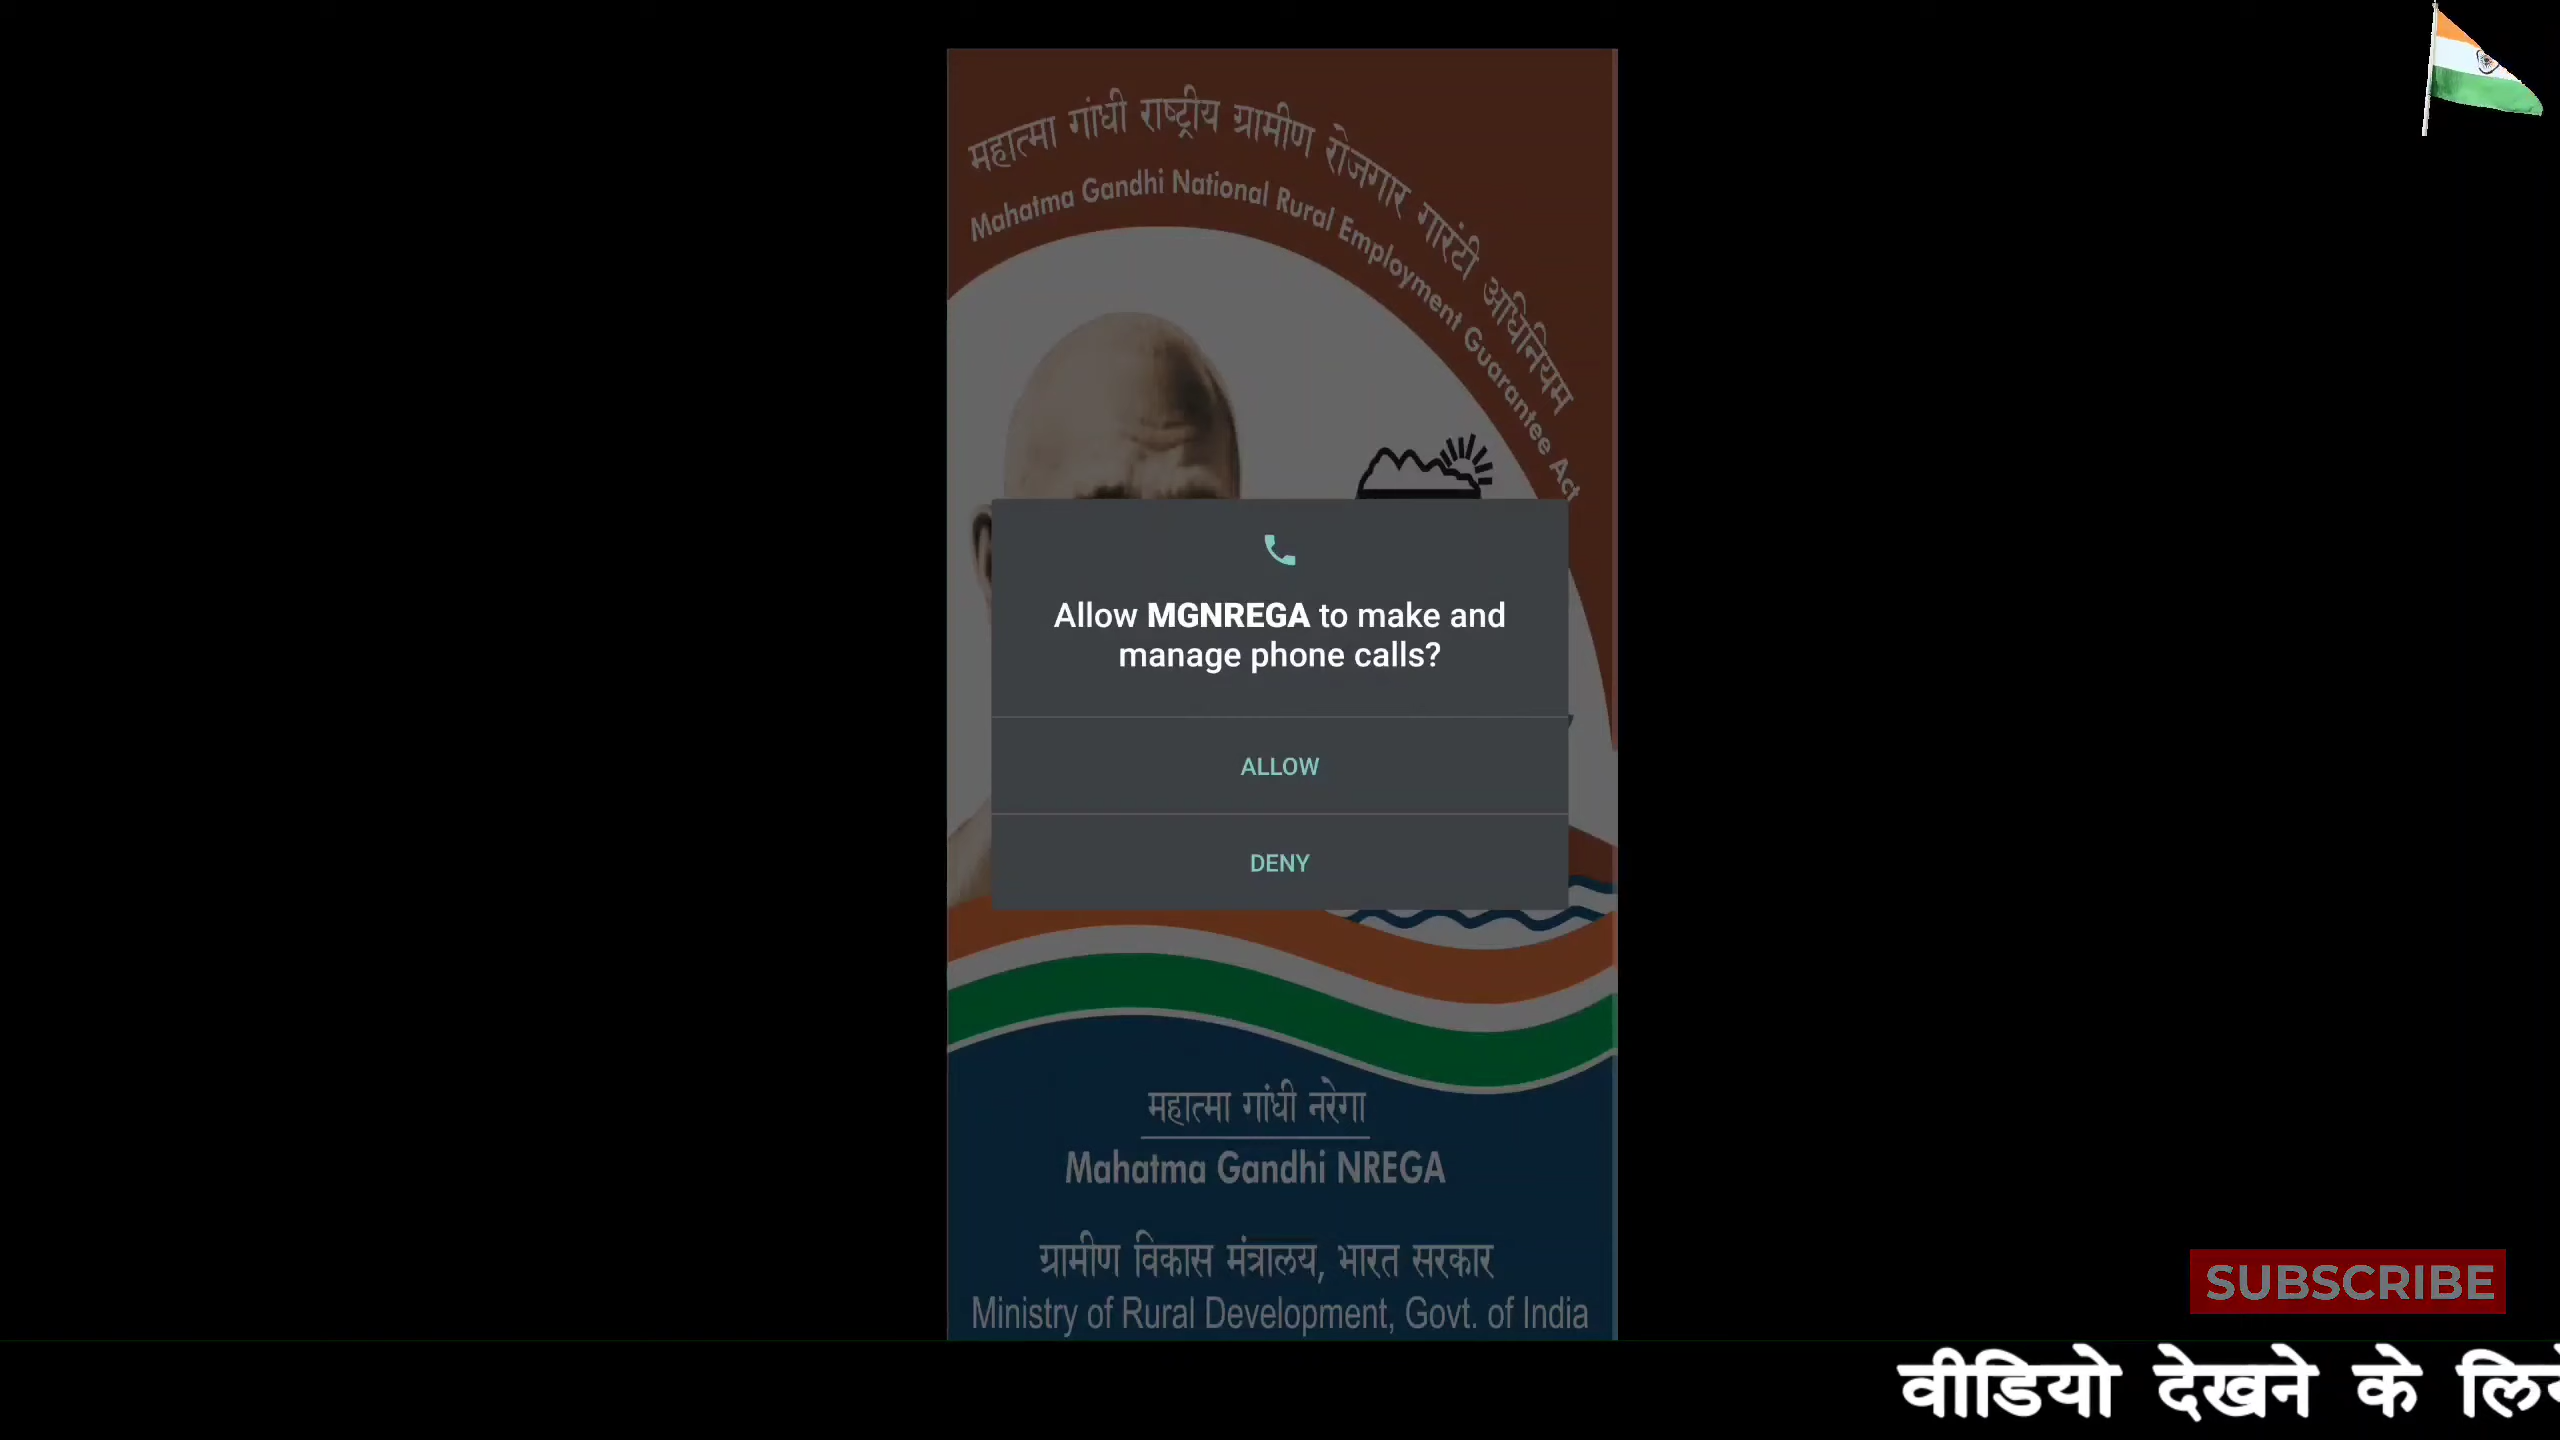 महात्मा गांधी राष्ट्रीय ग्रामीण रोजगार गारंटी अधिनियम
Mahatma Gandhi National Rural Employment Guarantee Act
Allow MGNREGA to make and
manage phone calls?
ALLOW
DENY
महात्मा गांधी नरेगा
Mahatma Gandhi NREGA
ग्रामीण विकास मंत्रालय, भारत सरकार
Ministry of Rural Development, Govt. of India
SUBSCRIBE
वीडियो देखने के